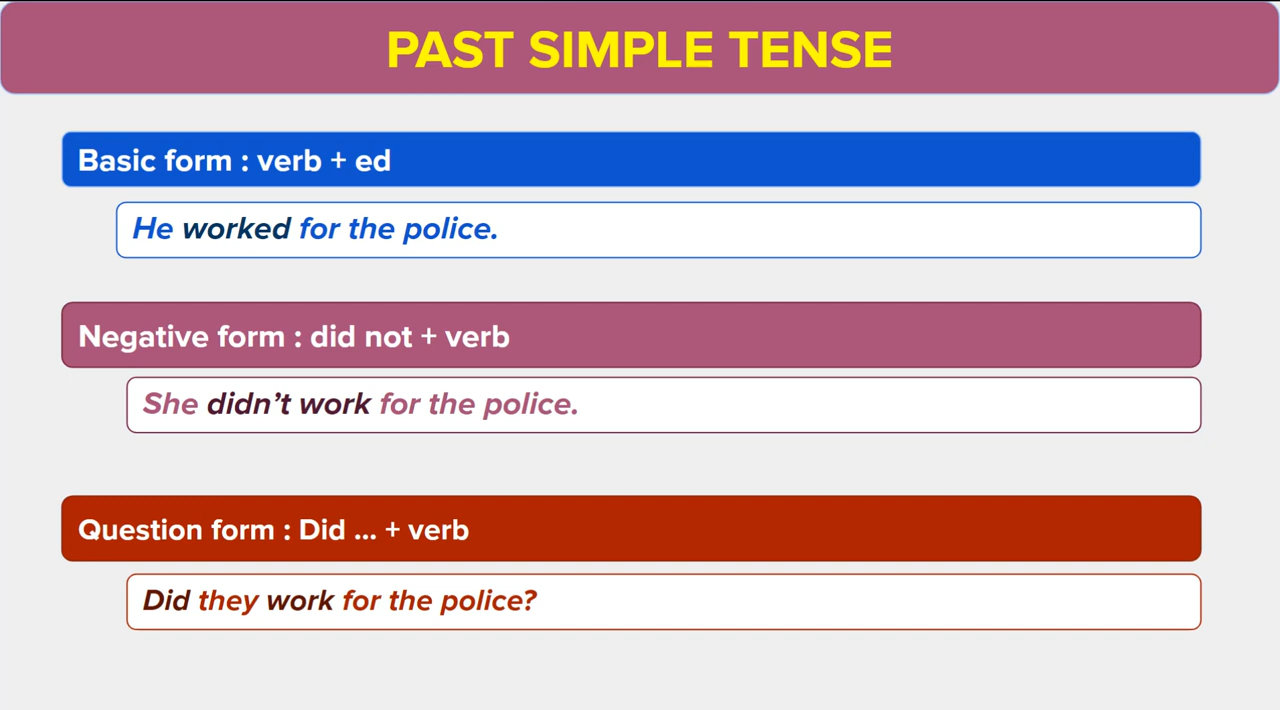 PAST SIMPLE TENSE
Basic form : verb + ed
He worked for the police.
Negative form : did not + verb
She didn’t work for the police.
Question form : Did ... + verb
Did they work for the police?